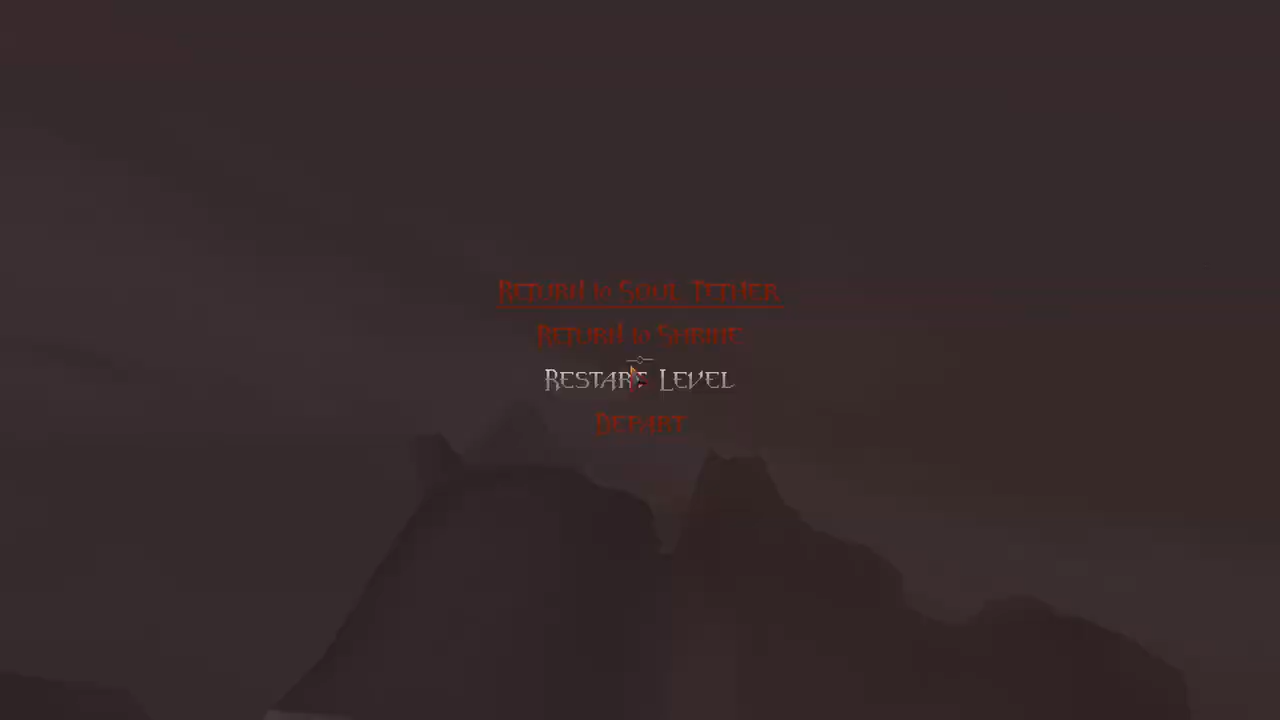 Return to Soul Tether
Return to Shrine
Restart Level
Depart